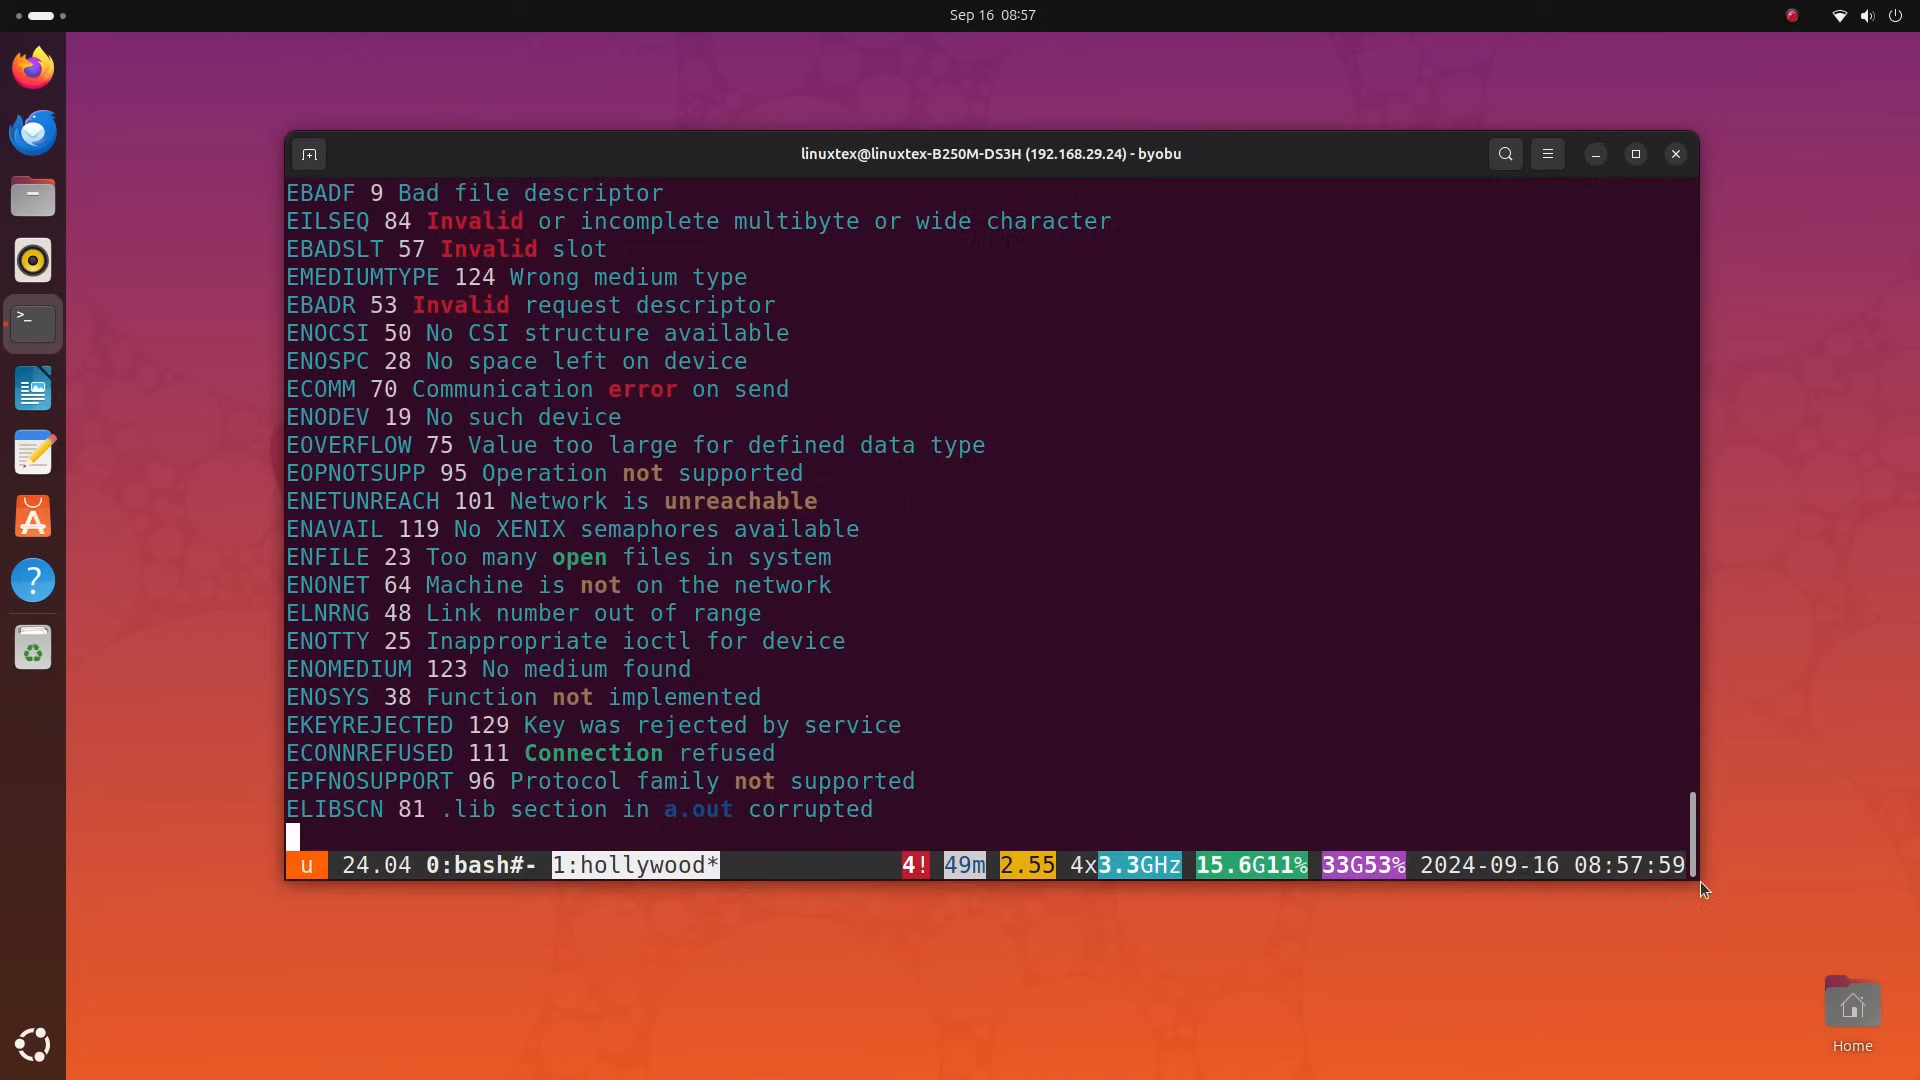 Sep 16 08:57
linuxtex@linuxtex-B250M-DS3H (192.168.29.24) - byobu
EBADF 9 Bad file descriptor
EILSEQ 84 Invalid or incomplete multibyte or wide character
EBADSLT 57 Invalid slot
EMEDIUMTYPE 124 Wrong medium type
EBADR 53 Invalid request descriptor
ENOCSI 50 No CSI structure available
ENOSPC 28 No space left on device
ECOMM 70 Communication error on send
ENODEV 19 No such device
EOVERFLOW 75 Value too large for defined data type
EOPNOTSUPP 95 Operation not supported
ENETUNREACH 101 Network is unreachable
ENAVAIL 119 No XENIX semaphores available
ENFILE 23 Too many open files in system
ENONET 64 Machine is not on the network
ELNRNG 48 Link number out of range
ENOTTY 25 Inappropriate ioctl for device
ENOMEDIUM 123 No medium found
ENOSYS 38 Function not implemented
EKEYREJECTED 129 Key was rejected by service
ECONNREFUSED 111 Connection refused
EPFNOSUPPORT 96 Protocol family not supported
ELIBSCN 81 .lib section in a.out corrupted
u 24.04 0:bash#- 1:hollywood* 4! 49m 2.55 4x3.3GHz 15.6G11% 33G53% 2024-09-16 08:57:59
Home